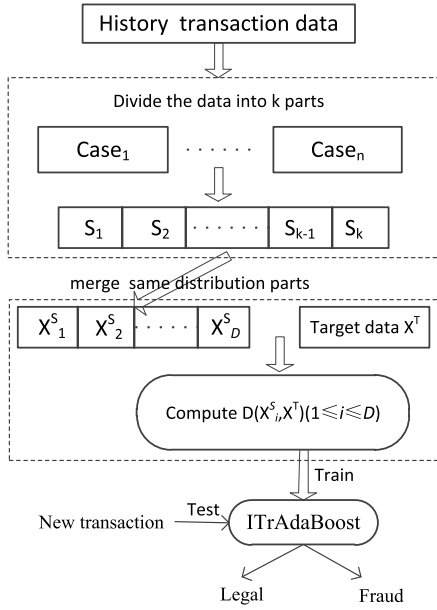 History transaction data
Divide the data into k parts
Case₁ ...... Caseₙ
S₁ S₂ ....... Sₖ₋₁ Sₖ
merge same distribution parts
Xˢ₁ Xˢ₂ ...... Xˢ_D Target data Xᵀ
Compute D(Xˢᵢ,Xᵀ)(1≤i≤D)
Train
Test
New transaction ITrAdaBoost
Legal Fraud